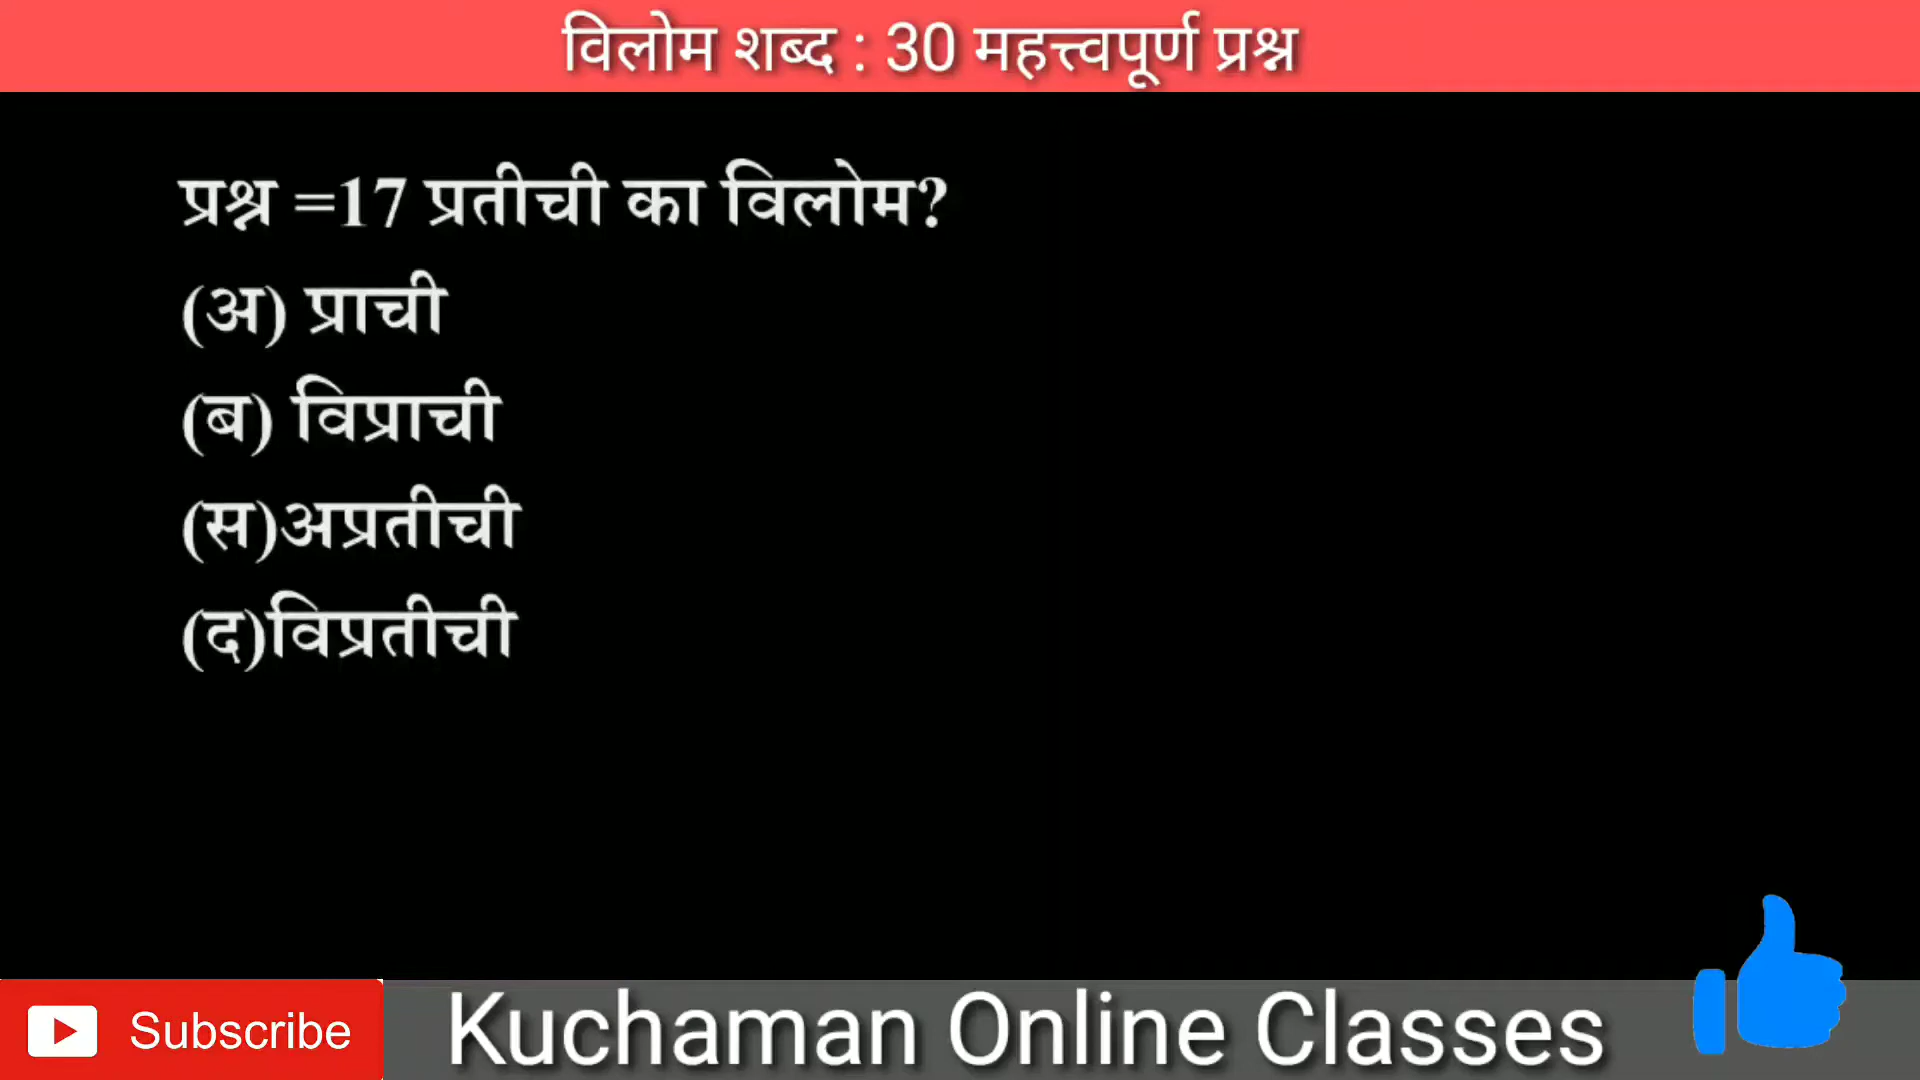 विलोम शब्द : 30 महत्त्वपूर्ण प्रश्न
प्रश्न =17 प्रतीची का विलोम?
(अ) प्राची
(ब) विप्राची
(स)अप्रतीची
(द)विप्रतीची
Subscribe
Kuchaman Online Classes